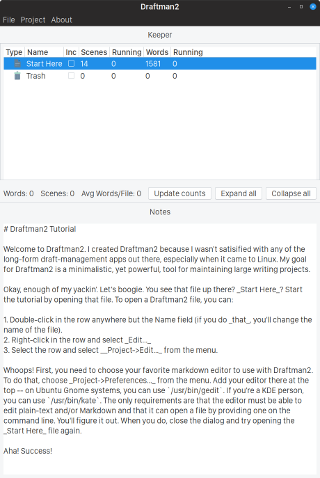 Draftman2
File Project About
Keeper
Type Name Inc Scenes Running Words Running
Start Here 14 0 1581 0
Trash 0 0 0 0
Words: 0 Scenes: 0 Avg Words/File: 0 Update counts Expand all Collapse all
Notes
# Draftman2 Tutorial
Welcome to Draftman2. I created Draftman2 because I wasn't satisified with any of the
long-form draft-management apps out there, especially when it came to Linux. My goal
for Draftman2 is a minimalistic, yet powerful, tool for maintaining large writing projects.
Okay, enough of my yackin'. Let's boogie. You see that file up there? _Start Here_? Start
the tutorial by opening that file. To open a Draftman2 file, you can:
1. Double-click in the row anywhere but the Name field (if you do _that_, you'll change the
name of the file).
2. Right-click in the row and select _Edit..._
3. Select the row and select __Project->Edit..._ from the menu.
Whoops! First, you need to choose your favorite markdown editor to use with Draftman2.
To do that, choose _Project->Preferences..._ from the menu. Add your editor there at the
top -- on Ubuntu Gnome systems, you can use `/usr/bin/gedit`. If you're a KDE person,
you can use `/usr/bin/kate`. The only requirements are that the editor must be able to
edit plain-text and/or Markdown and that it can open a file by providing one on the
command line. You'll figure it out. When you do, close the dialog and try opening the
_Start Here_ file again.
Aha! Success!